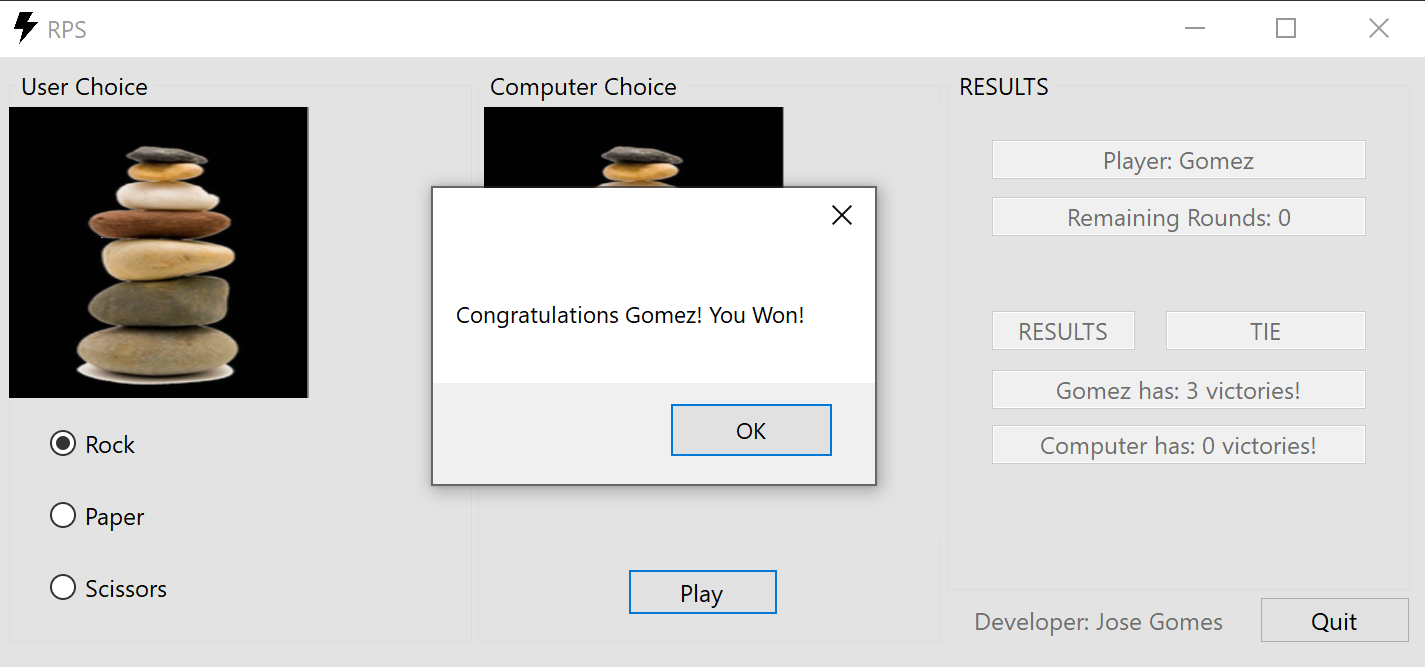 RPS
User Choice
Computer Choice
RESULTS
Player: Gomez
Remaining Rounds: 0
Congratulations Gomez! You Won!
OK
RESULTS
TIE
Gomez has: 3 victories!
Computer has: 0 victories!
Rock
Paper
Scissors
Play
Developer: Jose Gomes
Quit